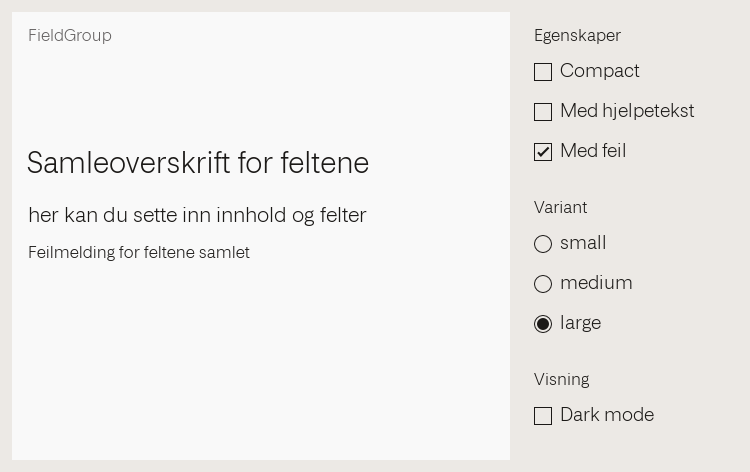 FieldGroup
Samleoverskrift for feltene
her kan du sette inn innhold og felter
Feilmelding for feltene samlet
Egenskaper
Compact
Med hjelpetekst
Med feil
Variant
small
medium
large
Visning
Dark mode